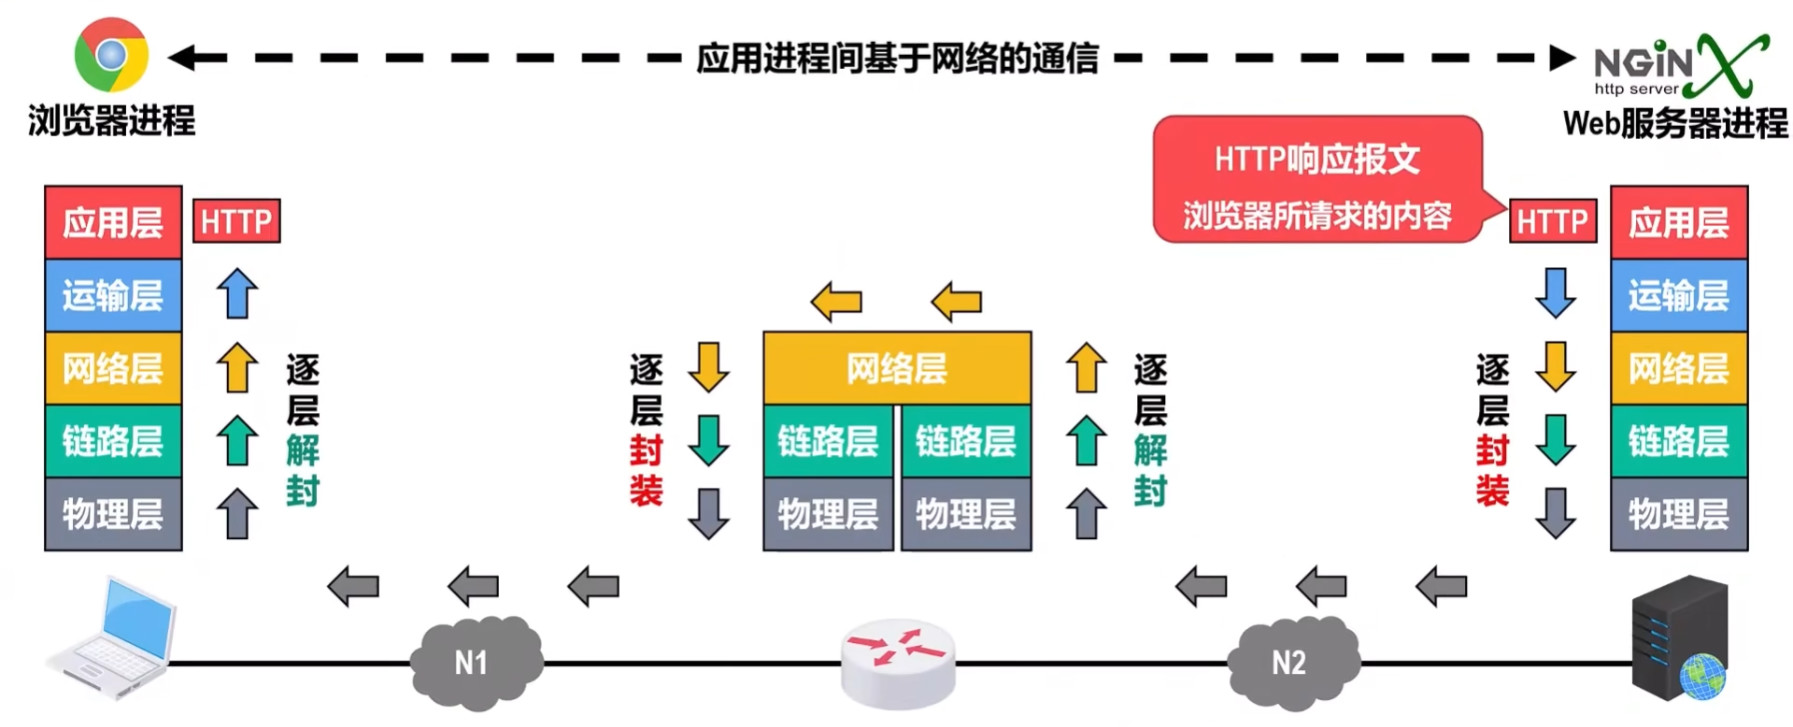 应用进程间基于网络的通信
NGiNX
http server
浏览器进程
Web服务器进程
HTTP响应报文
浏览器所请求的内容
应用层
HTTP
运输层
网络层
链路层
物理层
逐层解封
逐层封装
网络层
链路层
链路层
物理层
物理层
逐层解封
逐层封装
HTTP
应用层
运输层
网络层
链路层
物理层
N1
N2